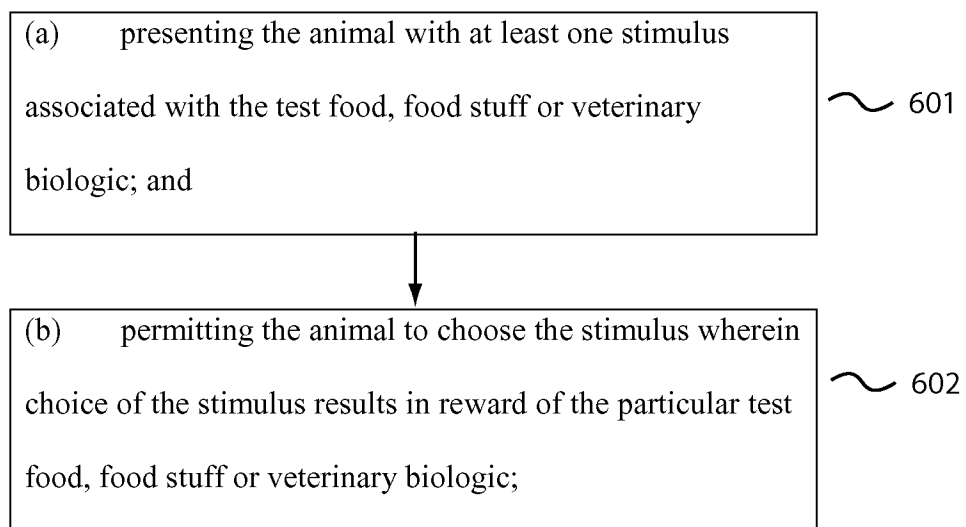 (a) presenting the animal with at least one stimulus
associated with the test food, food stuff or veterinary
biologic; and
601
(b) permitting the animal to choose the stimulus wherein
choice of the stimulus results in reward of the particular test
food, food stuff or veterinary biologic;
602